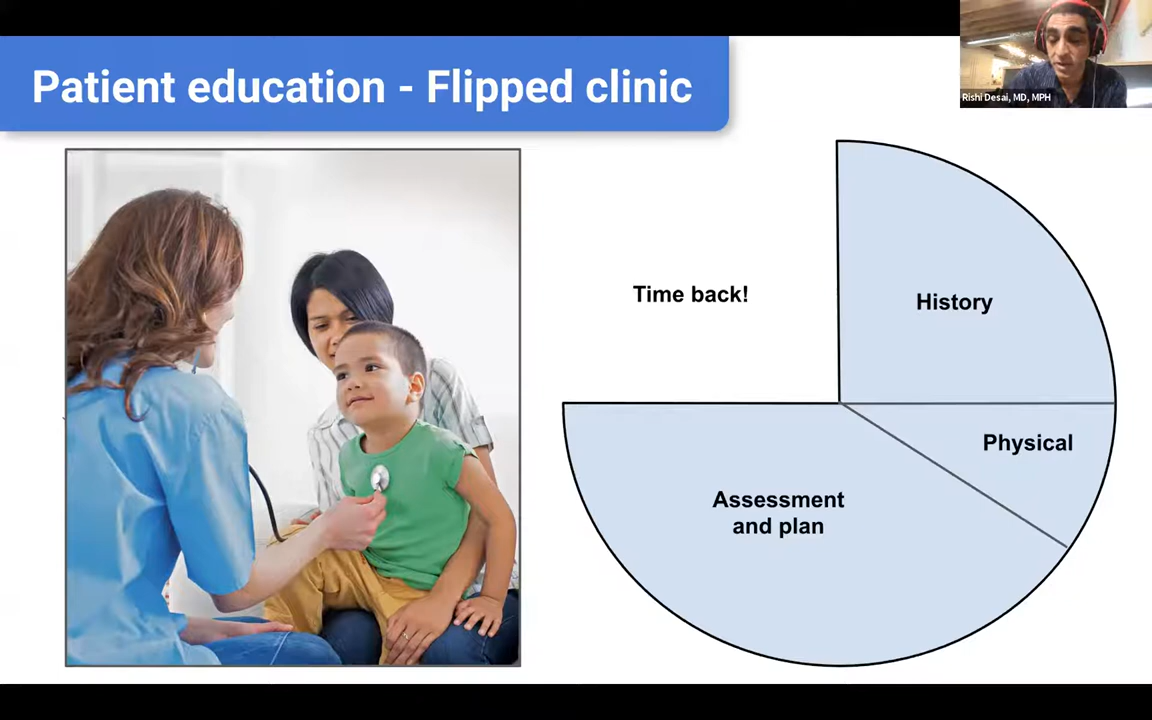 Patient education - Flipped clinic
Rishi Desai, MD, MPH
Time back!
History
Physical
Assessment
and plan